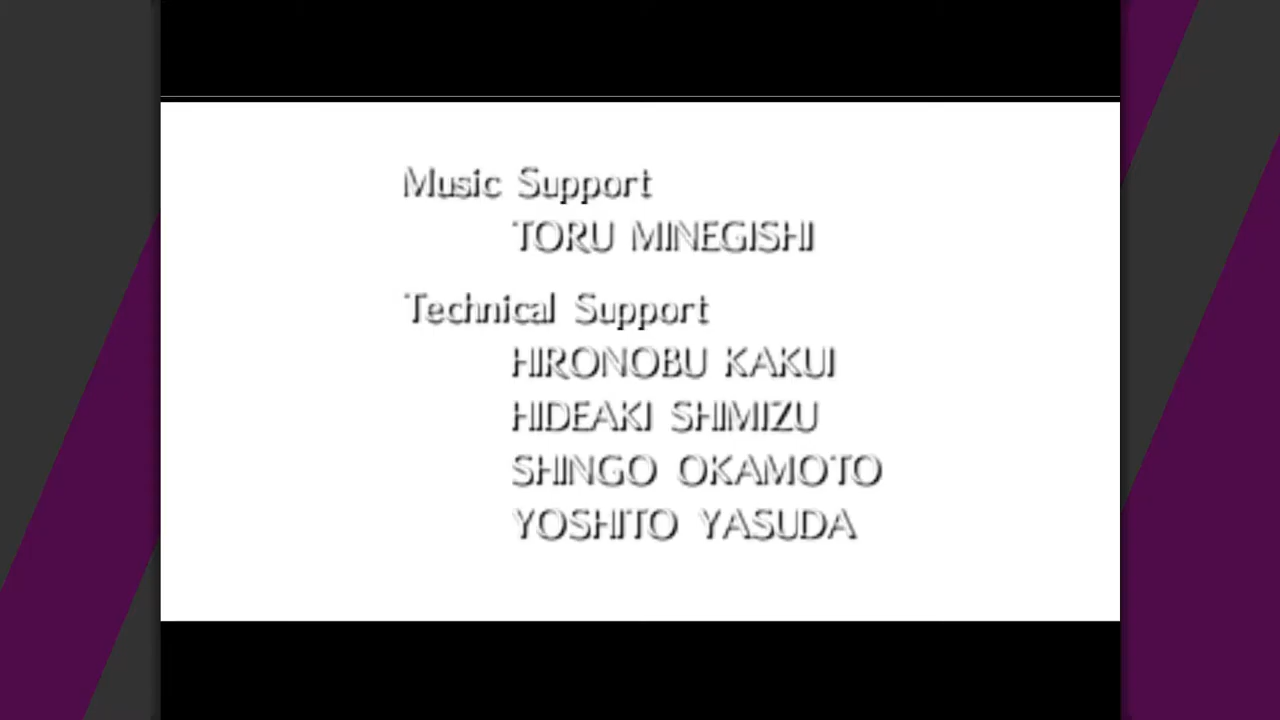 Music Support
TORU MINEGISHI
Technical Support
HIRONOBU KAKUI
HIDEAKI SHIMIZU
SHINGO OKAMOTO
YOSHITO YASUDA